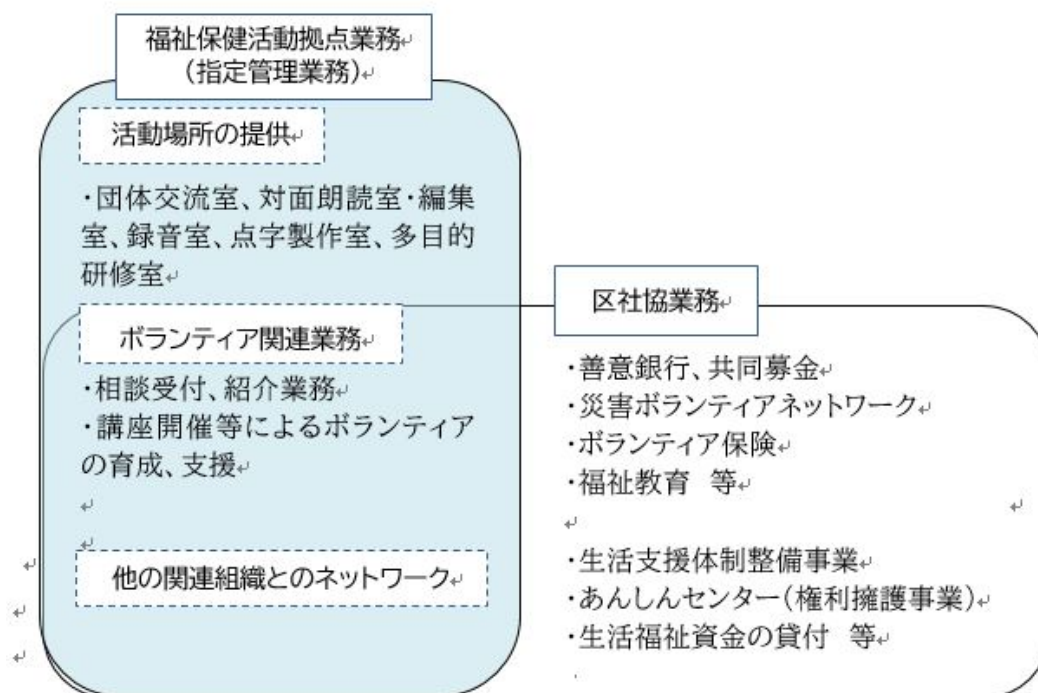 福祉保健活動拠点業務
（指定管理業務）
活動場所の提供
・団体交流室、対面朗読室・編集
室、録音室、点字製作室、多目的
研修室
ボランティア関連業務
・相談受付、紹介業務
・講座開催等によるボランティア
の育成、支援
他の関連組織とのネットワーク
区社協業務
・善意銀行、共同募金
・災害ボランティアネットワーク
・ボランティア保険
・福祉教育　等
・生活支援体制整備事業
・あんしんセンター（権利擁護事業）
・生活福祉資金の貸付　等